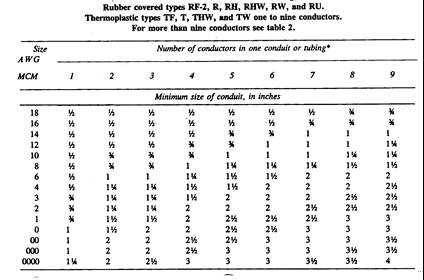 Rubber covered types RF-2, R, RH, RHW, RW, and RU.
Thermoplastic types TF, T, THW, and TW one to nine conductors.
For more than nine conductors see table 2.
Size Number of conductors in one conduit or tubing*
AWG
MCM 1 2 3 4 5 6 7 8 9
Minimum size of conduit, in inches
18 ½ ½ ½ ½ ½ ½ ½ ¾ ¾
16 ½ ½ ½ ½ ½ ½ ¾ ¾ ¾
14 ½ ½ ½ ½ ¾ ¾ 1 1 1
12 ½ ½ ½ ¾ ¾ 1 1 1 1¼
10 ½ ¾ ¾ ¾ 1 1 1 1¼ 1¼
8 ½ ¾ ¾ 1 1¼ 1¼ 1¼ 1½ 1½
6 ½ 1 1 1¼ 1½ 1½ 2 2 2
4 ½ 1¼ 1¼ 1½ 1½ 2 2 2 2½
3 ¾ 1¼ 1¼ 1½ 2 2 2 2½ 2½
2 ¾ 1¼ 1¼ 2 2 2 2½ 2½ 2½
1 ¾ 1½ 1½ 2 2½ 2½ 2½ 3 3
0 1 1½ 2 2 2½ 2½ 3 3 3
00 1 2 2 2½ 2½ 3 3 3 3½
000 1 2 2 2½ 3 3 3 3½ 3½
0000 1¼ 2 2½ 3 3 3 3½ 3½ 4